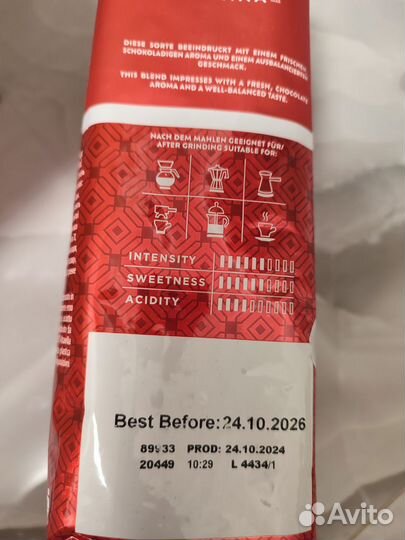 DIESE SORTE BEEINDRUCKT MIT EINEM FRISCHEN,
SCHOKOLADIGEN AROMA UND EINEM AUSBALANCIERTEN
GESCHMACK.
THIS BLEND IMPRESSES WITH A FRESH, CHOCOLATE
AROMA AND A WELL-BALANCED TASTE.
NACH DEM MAHLEN GEEIGNET FÜR/
AFTER GRINDING SUITABLE FOR:
INTENSITY
SWEETNESS
ACIDITY
Best Before:24.10.2026
89933 PROD: 24.10.2024
20449 10:29 L 4434/1
Avito